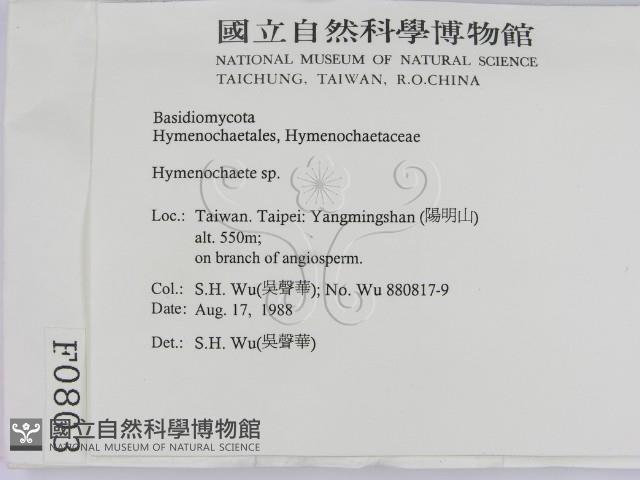 國立自然科學博物館
NATIONAL MUSEUM OF NATURAL SCIENCE
TAICHUNG, TAIWAN, R.O.CHINA
Basidiomycota
Hymenochaetales, Hymenochaetaceae
Hymenochaete sp.
Loc.: Taiwan. Taipei: Yangmingshan (陽明山)
alt. 550m;
on branch of angiosperm.
Col.: S.H. Wu(吳聲華); No. Wu 880817-9
Date: Aug. 17, 1988
Det.: S.H. Wu(吳聲華)
國立自然科學博物館
NATIONAL MUSEUM OF NATURAL SCIENCE